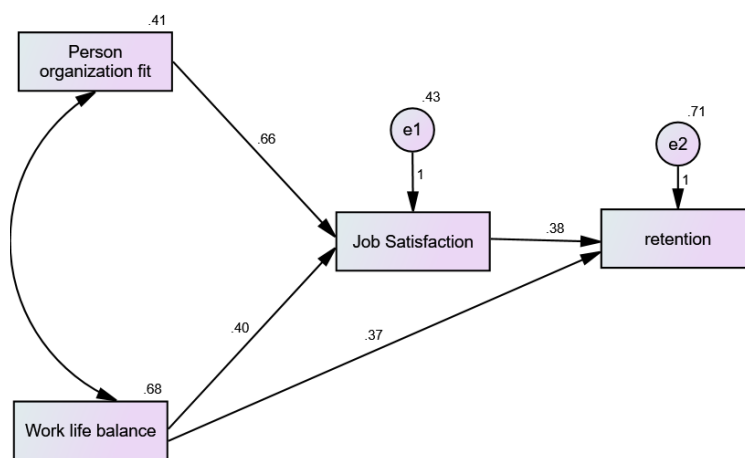 .41
Person
organization fit
.43
e1
1
.71
e2
1
.66
Job Satisfaction
.38
retention
.40
.37
.68
Work life balance